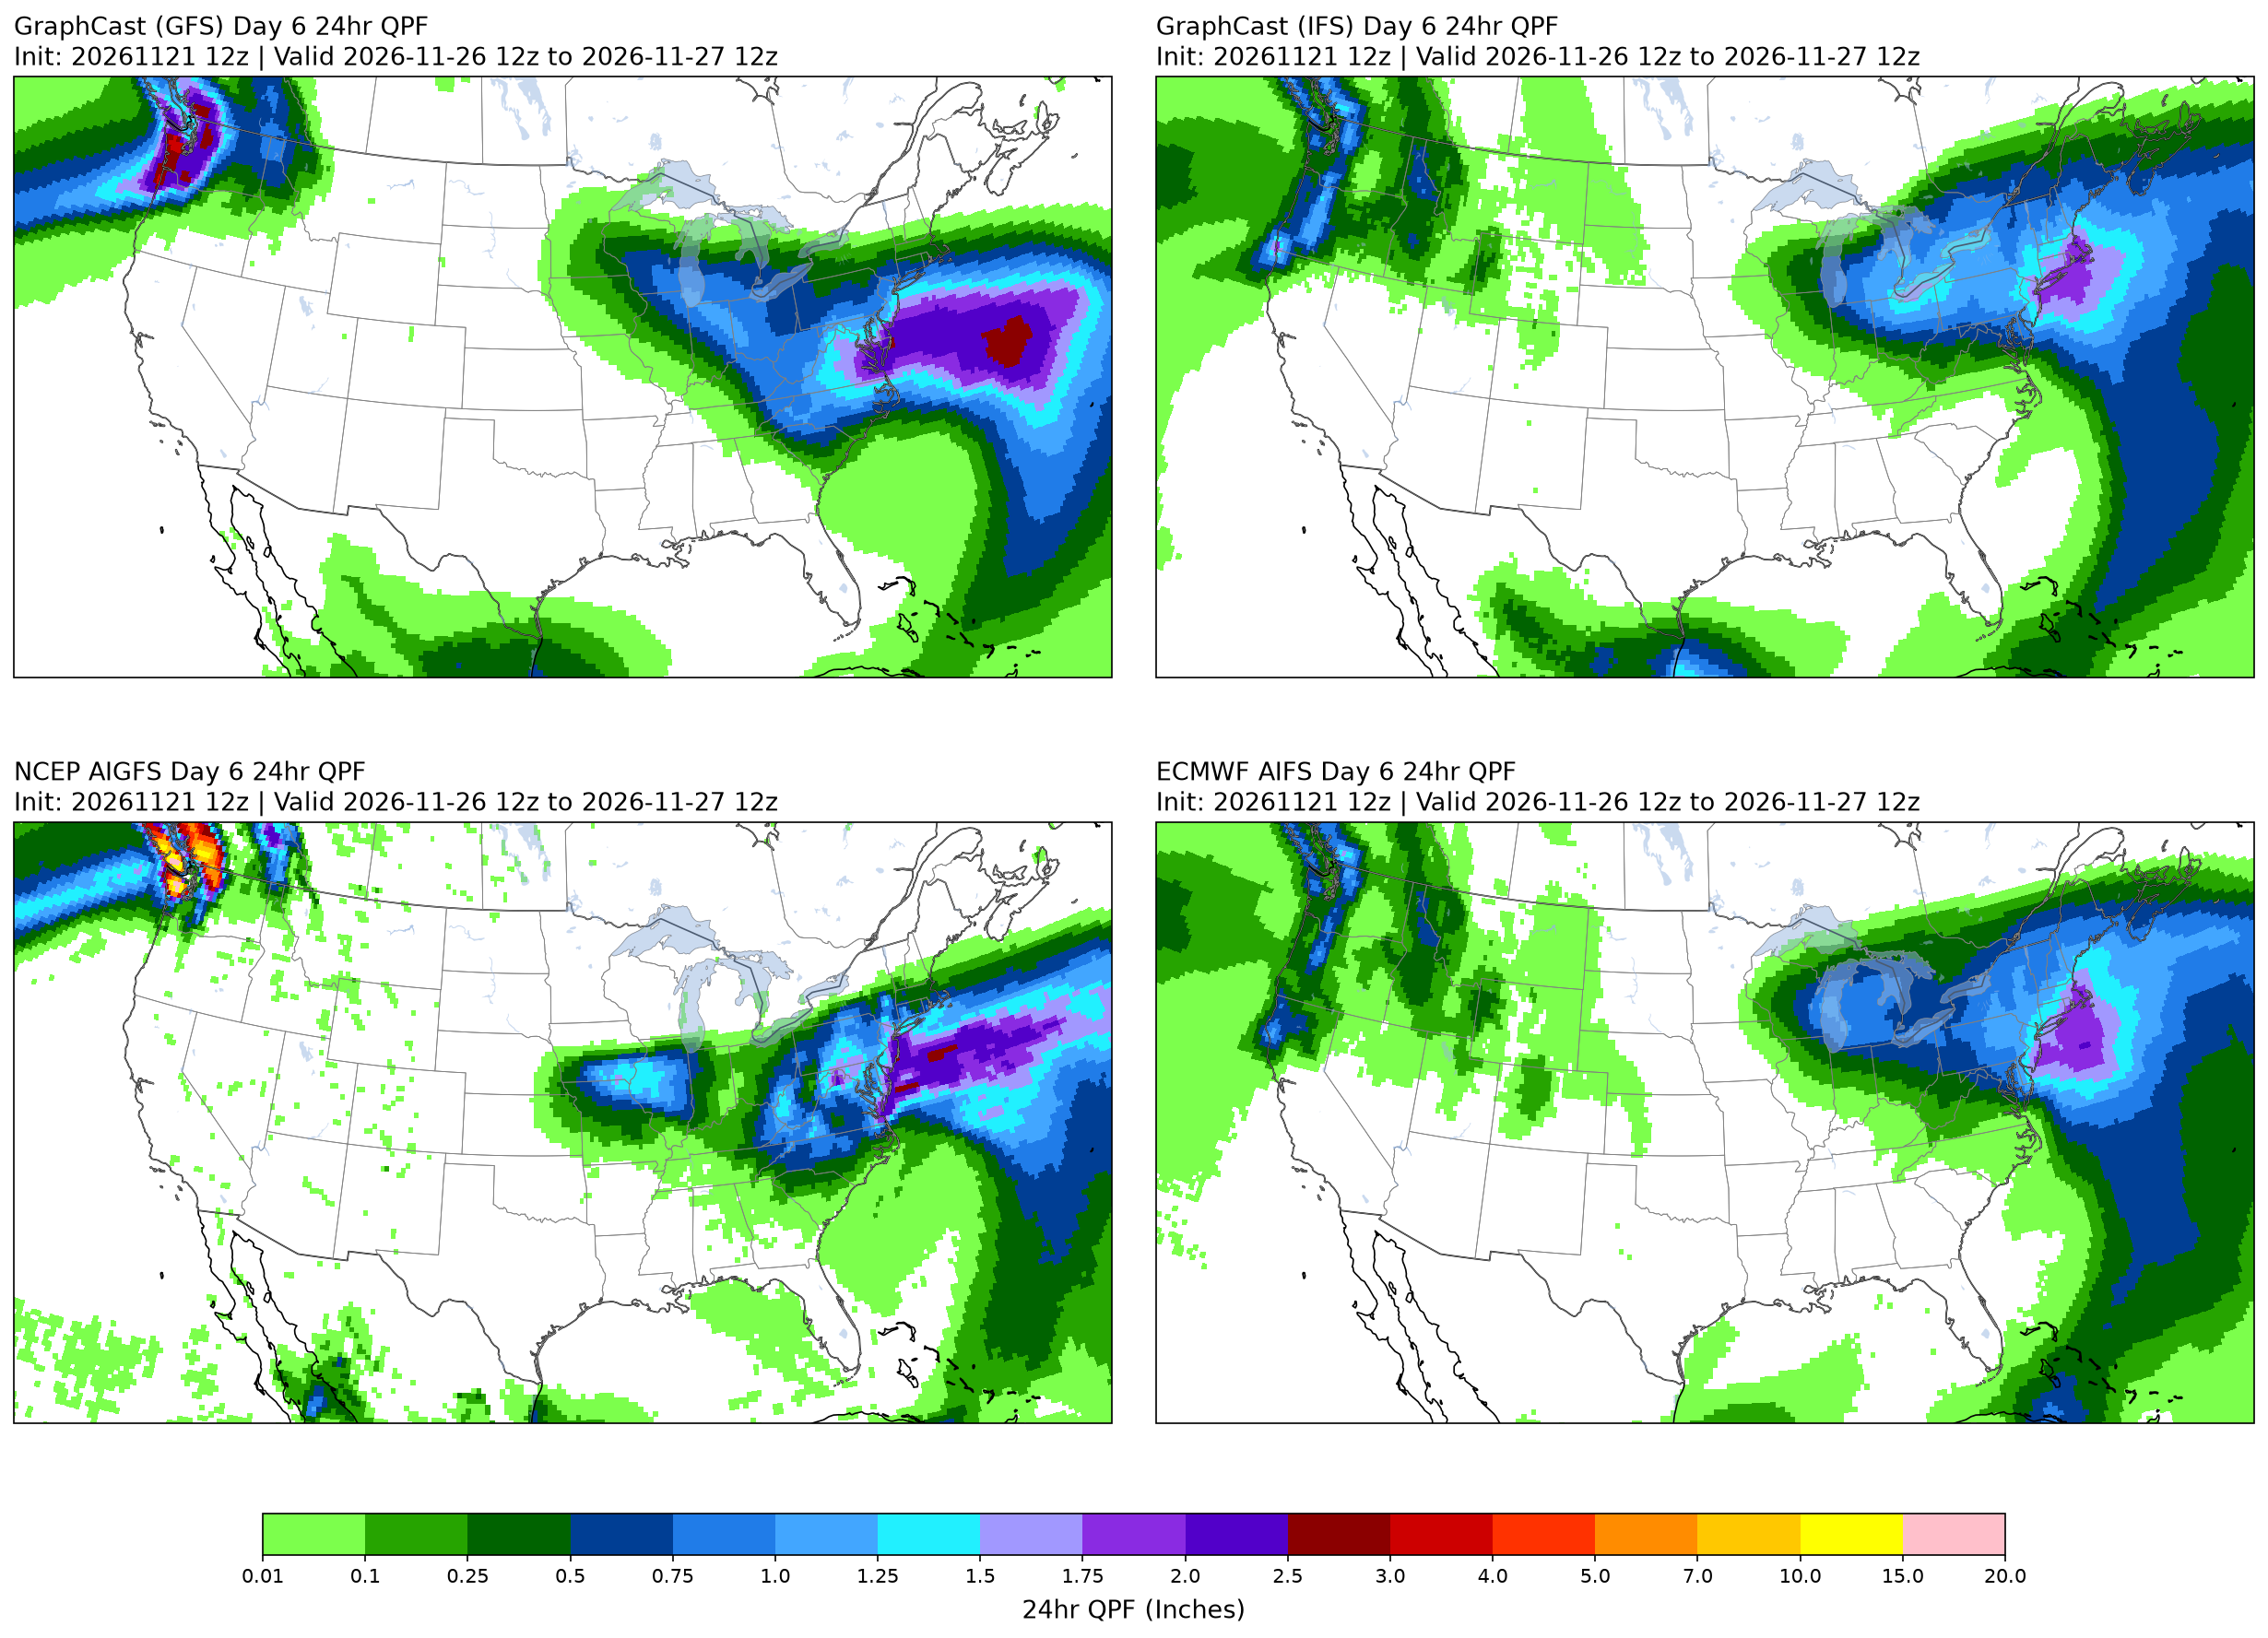 GraphCast (GFS) Day 6 24hr QPF
Init: 20261121 12z | Valid 2026-11-26 12z to 2026-11-27 12z
GraphCast (IFS) Day 6 24hr QPF
Init: 20261121 12z | Valid 2026-11-26 12z to 2026-11-27 12z
NCEP AIGFS Day 6 24hr QPF
Init: 20261121 12z | Valid 2026-11-26 12z to 2026-11-27 12z
ECMWF AIFS Day 6 24hr QPF
Init: 20261121 12z | Valid 2026-11-26 12z to 2026-11-27 12z
0.01 0.1 0.25 0.5 0.75 1.0 1.25 1.5 1.75 2.0 2.5 3.0 4.0 5.0 7.0 10.0 15.0 20.0
24hr QPF (Inches)